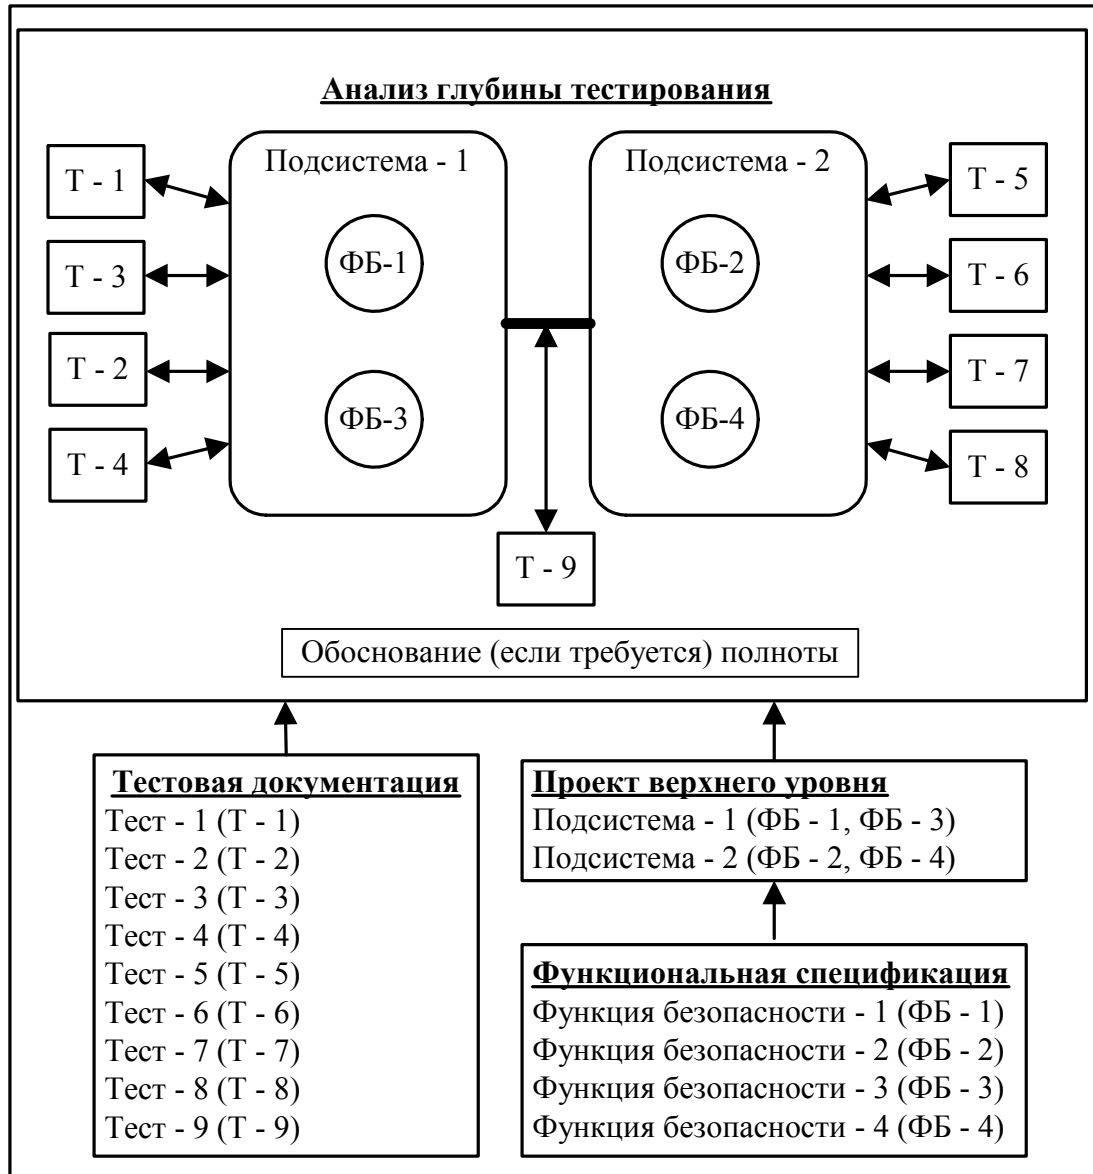 Анализ глубины тестирования
Подсистема - 1
Подсистема - 2
Т - 1
Т - 3
Т - 2
Т - 4
ФБ-1
ФБ-3
ФБ-2
ФБ-4
Т - 5
Т - 6
Т - 7
Т - 8
Т - 9
Обоснование (если требуется) полноты
Тестовая документация
Тест - 1 (Т - 1)
Тест - 2 (Т - 2)
Тест - 3 (Т - 3)
Тест - 4 (Т - 4)
Тест - 5 (Т - 5)
Тест - 6 (Т - 6)
Тест - 7 (Т - 7)
Тест - 8 (Т - 8)
Тест - 9 (Т - 9)
Проект верхнего уровня
Подсистема - 1 (ФБ - 1, ФБ - 3)
Подсистема - 2 (ФБ - 2, ФБ - 4)
Функциональная спецификация
Функция безопасности - 1 (ФБ - 1)
Функция безопасности - 2 (ФБ - 2)
Функция безопасности - 3 (ФБ - 3)
Функция безопасности - 4 (ФБ - 4)